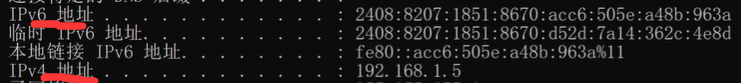 IPv6 地址 . . . . . . . . . . . . : 2408:8207:1851:8670:acc6:505e:a48b:963a
临时 IPv6 地址. . . . . . . . . . : 2408:8207:1851:8670:d52d:7a14:362c:4e8d
本地链接 IPv6 地址. . . . . . . . : fe80::acc6:505e:a48b:963a%11
IPv4 地址 . . . . . . . . . . . . : 192.168.1.5